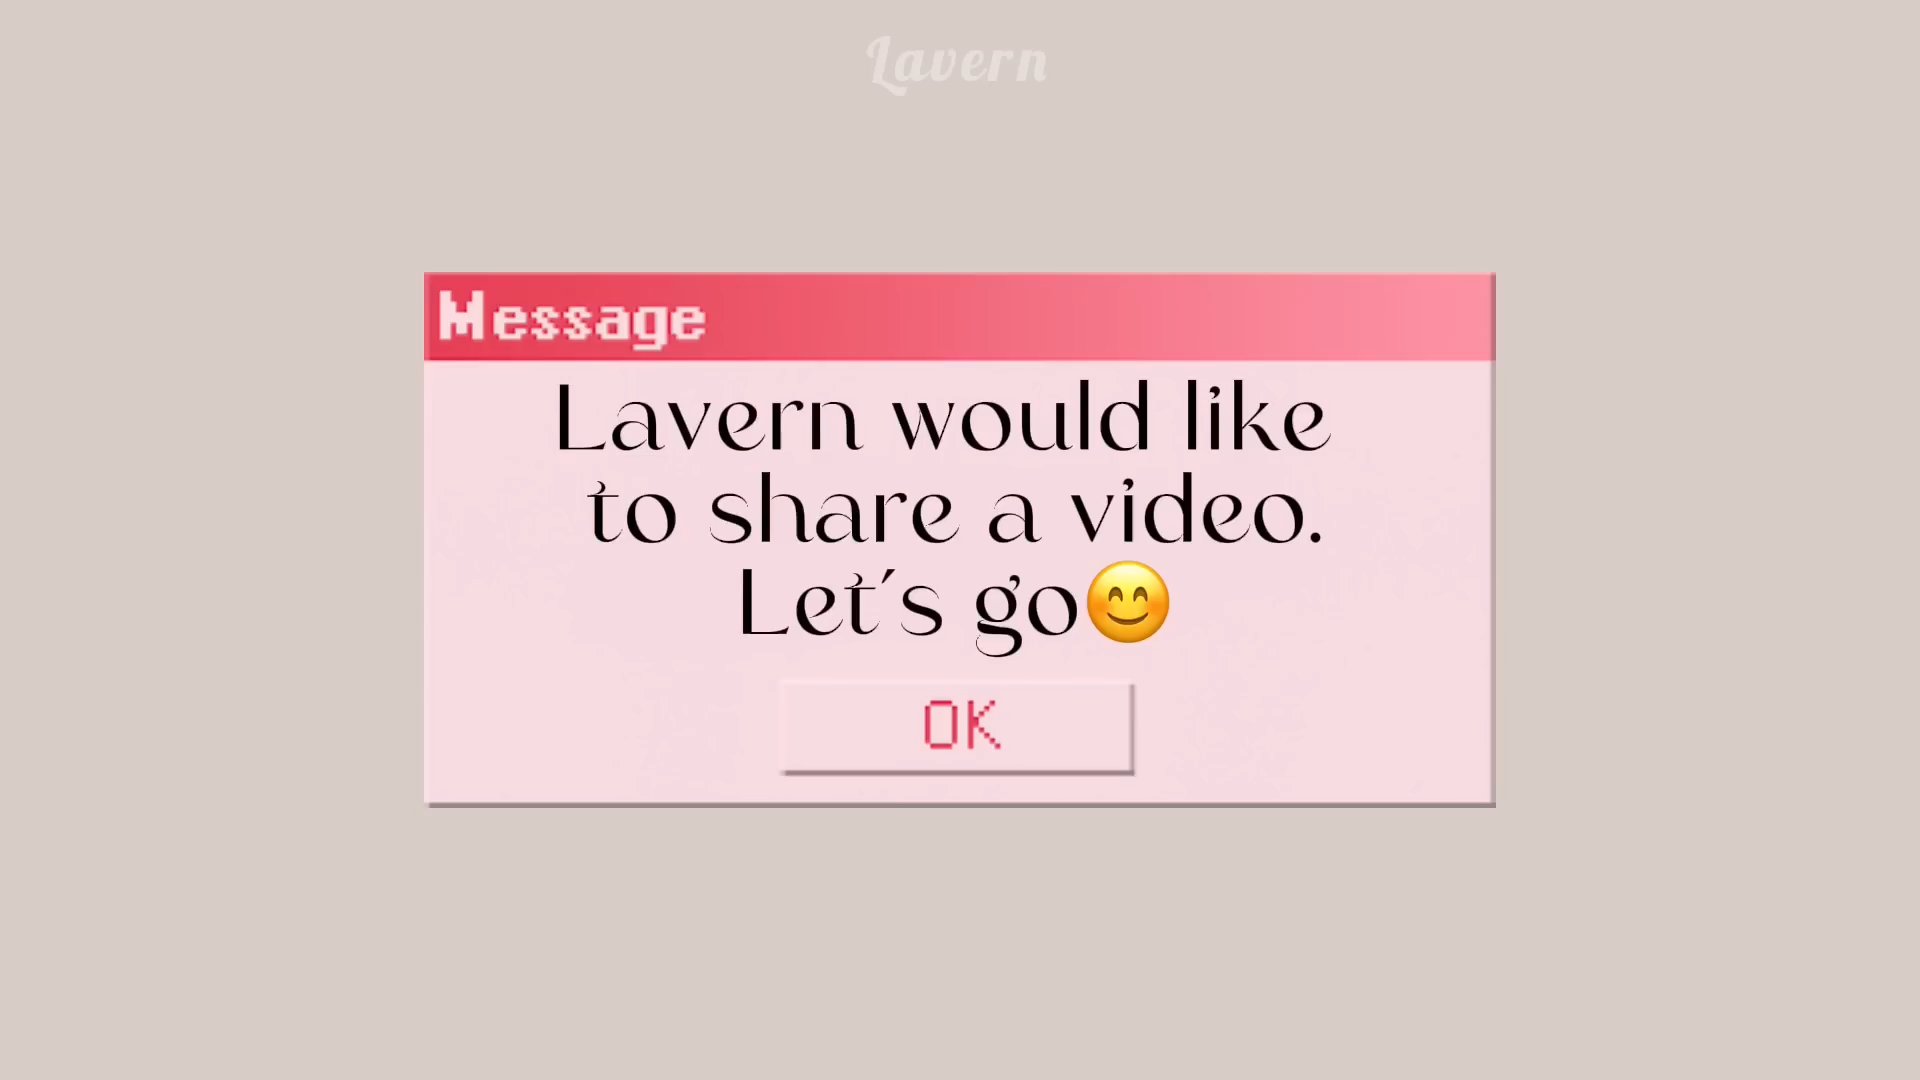 Lavern
Message
Lavern would like
to share a video.
Let's go😊
OK